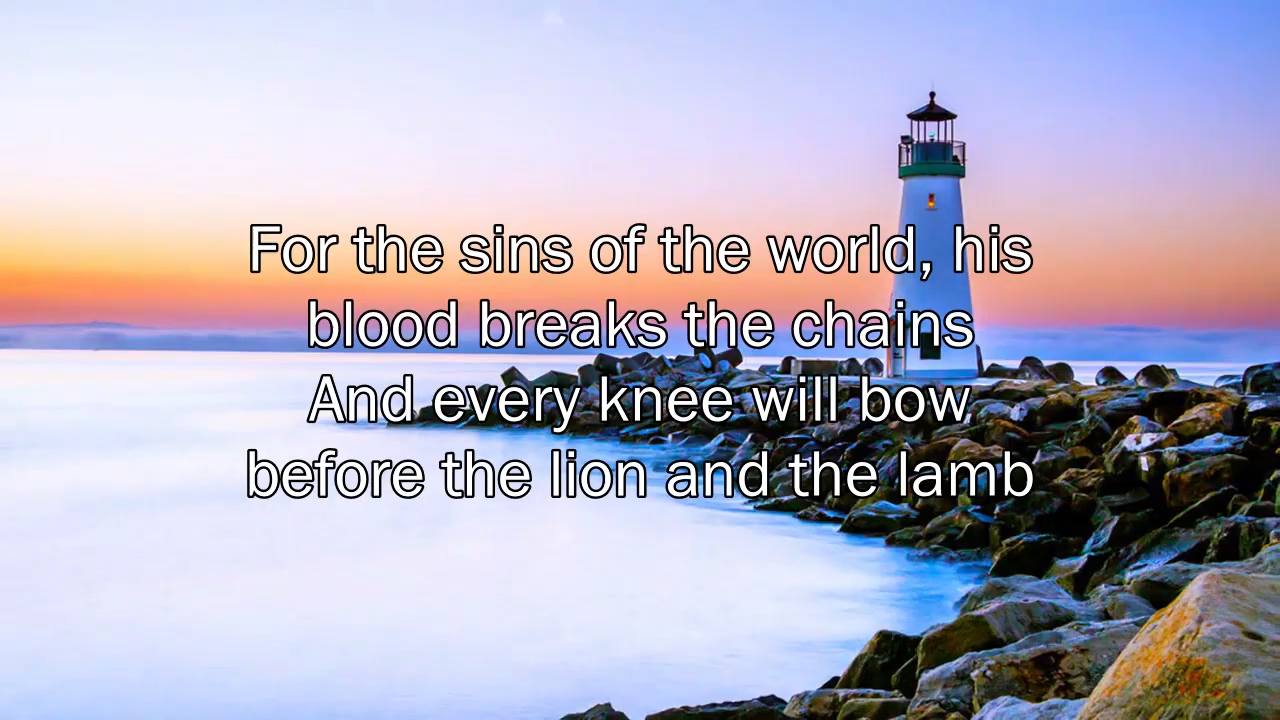 For the sins of the world, his
blood breaks the chains
And every knee will bow
before the lion and the lamb